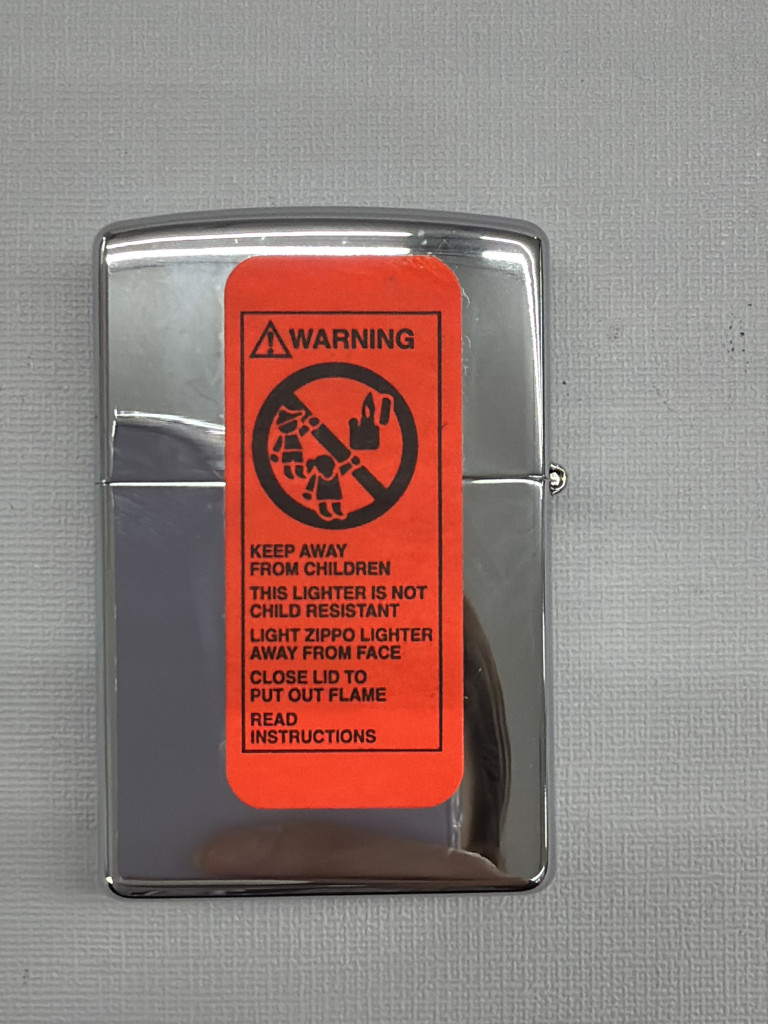 WARNING
KEEP AWAY
FROM CHILDREN
THIS LIGHTER IS NOT
CHILD RESISTANT
LIGHT ZIPPO LIGHTER
AWAY FROM FACE
CLOSE LID TO
PUT OUT FLAME
READ
INSTRUCTIONS